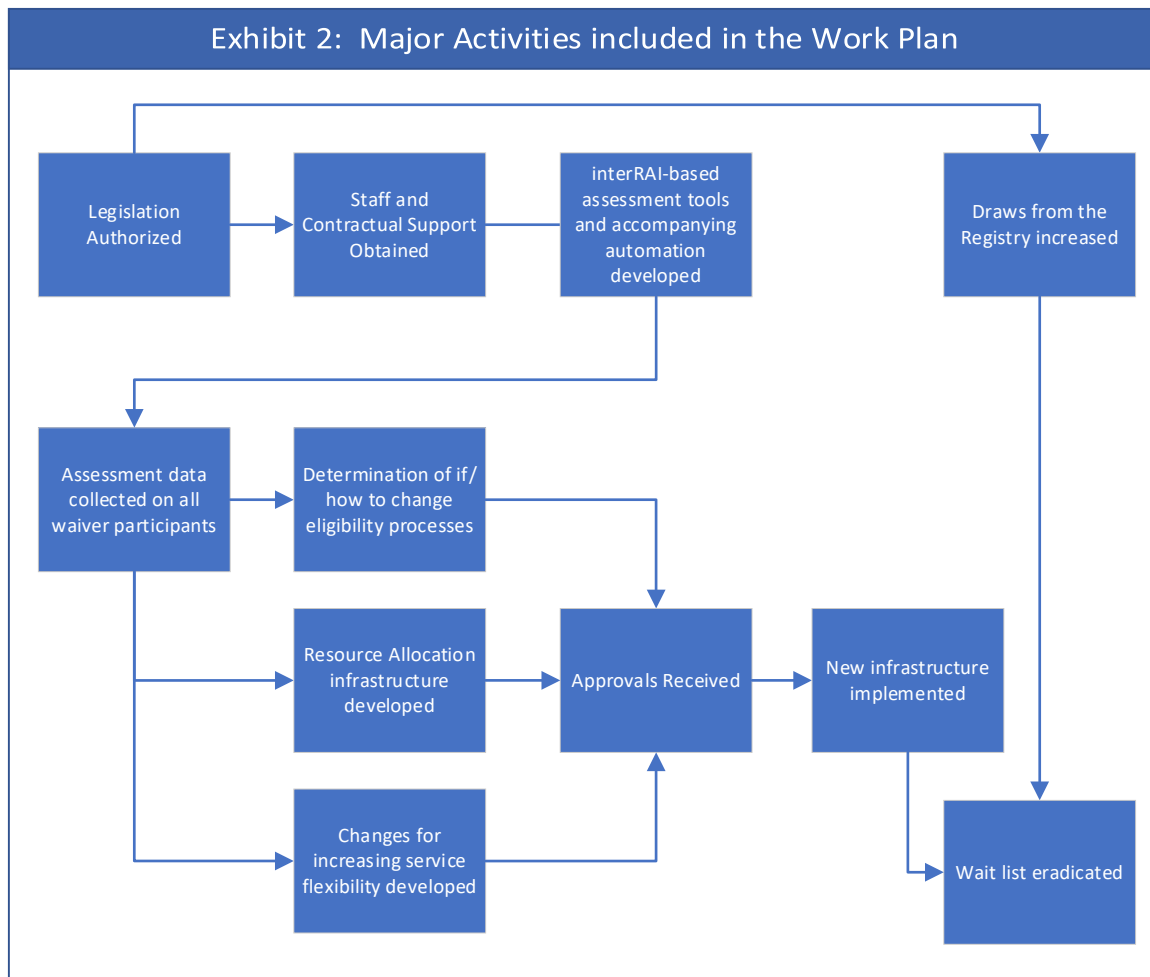 Exhibit 2:  Major Activities included in the Work Plan
Legislation
Authorized
Staff and
Contractual Support
Obtained
interRAI-based
assessment tools
and accompanying
automation
developed
Draws from the
Registry increased
Assessment data
collected on all
waiver participants
Determination of if/
how to change
eligibility processes
Resource Allocation
infrastructure
developed
Approvals Received
New infrastructure
implemented
Changes for
increasing service
flexibility developed
Wait list eradicated